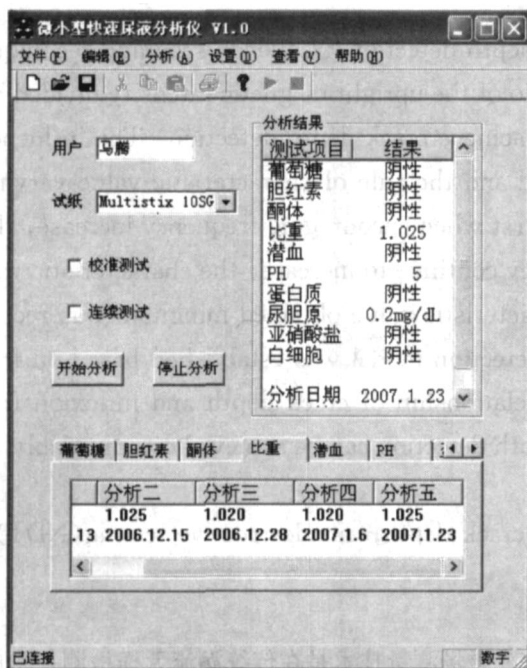 微小型快速尿液分析仪 V1.0
文件(F) 编辑(E) 分析(A) 设置(D) 查看(V) 帮助(H)
用户 马腾
试纸 Multistix 10SG
校准测试
连续测试
开始分析 停止分析
分析结果
测试项目 结果
葡萄糖 阴性
胆红素 阴性
酮体 阴性
比重 1.025
潜血 阴性
PH 5
蛋白质 阴性
尿胆原 0.2mg/dL
亚硝酸盐 阴性
白细胞 阴性
分析日期 2007.1.23
葡萄糖 胆红素 酮体 比重 潜血 PH
分析二 分析三 分析四 分析五
1.025 1.020 1.020 1.025
.13 2006.12.15 2006.12.28 2007.1.6 2007.1.23
已连接 数字